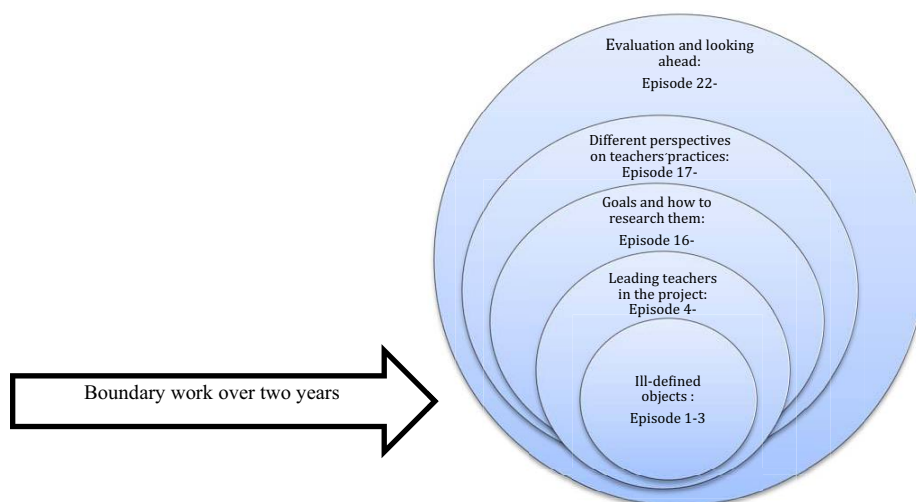 Evaluation and looking
ahead:
Episode 22-
Different perspectives
on teachers´practices:
Episode 17-
Goals and how to
research them:
Episode 16-
Leading teachers
in the project:
Episode 4-
Ill-defined
objects :
Episode 1-3
Boundary work over two years